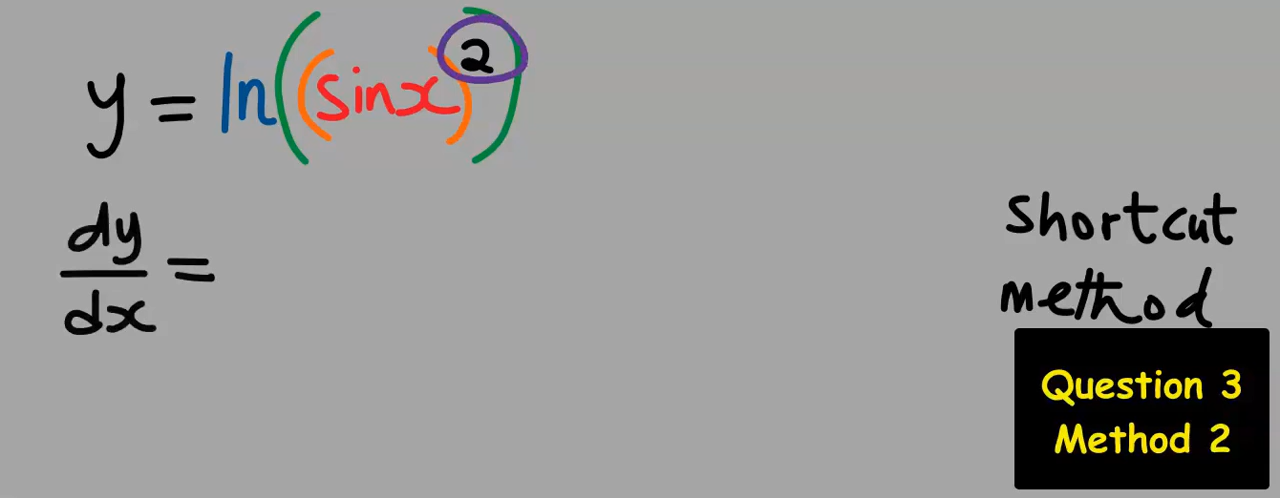 y = ln((sinx)²)
dy/dx =
Shortcut
method
Question 3
Method 2